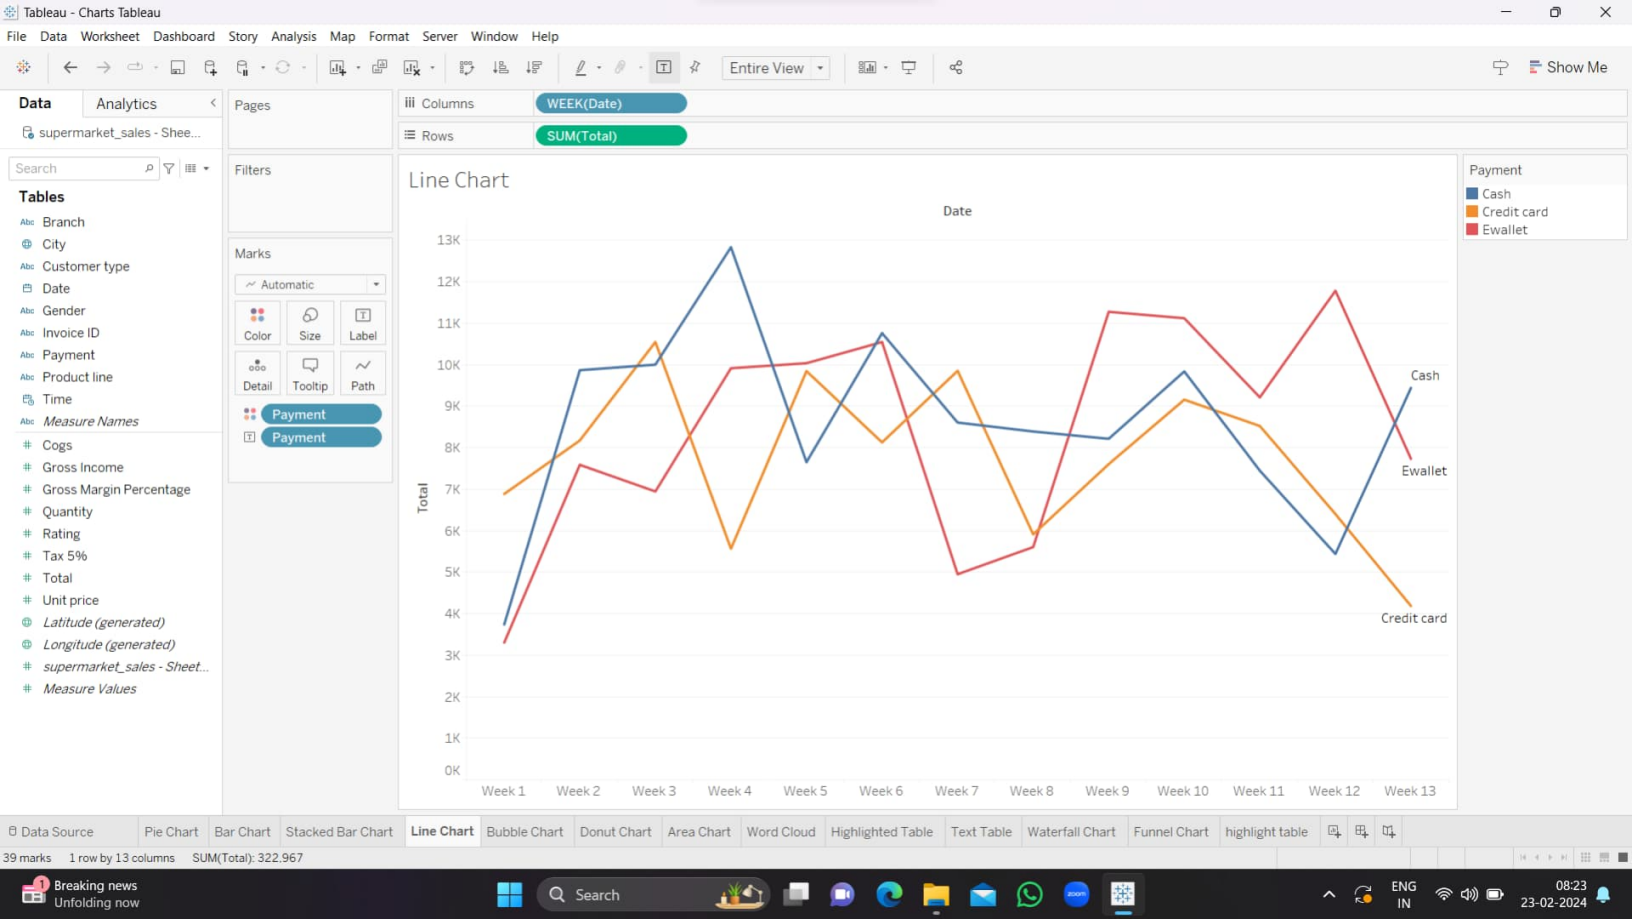 Tableau - Charts Tableau
File Data Worksheet Dashboard Story Analysis Map Format Server Window Help
Entire View
Show Me
Data Analytics
supermarket_sales - Shee...
Search
Tables
Abc Branch
City
Abc Customer type
Date
Abc Gender
Abc Invoice ID
Abc Payment
Abc Product line
Time
Abc Measure Names
# Cogs
# Gross Income
# Gross Margin Percentage
# Quantity
# Rating
# Tax 5%
# Total
# Unit price
Latitude (generated)
Longitude (generated)
# supermarket_sales - Sheet...
# Measure Values
Pages
Filters
Marks
Automatic
Color Size Label
Detail Tooltip Path
Payment
Payment
Columns WEEK(Date)
Rows SUM(Total)
Line Chart
Date
Total
13K
12K
11K
10K
9K
8K
7K
6K
5K
4K
3K
2K
1K
0K
Cash
Ewallet
Credit card
Week 1 Week 2 Week 3 Week 4 Week 5 Week 6 Week 7 Week 8 Week 9 Week 10 Week 11 Week 12 Week 13
Payment
Cash
Credit card
Ewallet
Data Source Pie Chart Bar Chart Stacked Bar Chart Line Chart Bubble Chart Donut Chart Area Chart Word Cloud Highlighted Table Text Table Waterfall Chart Funnel Chart highlight table
39 marks 1 row by 13 columns SUM(Total): 322,967
1
Breaking news
Unfolding now
Search
zoom
ENG
IN
08:23
23-02-2024